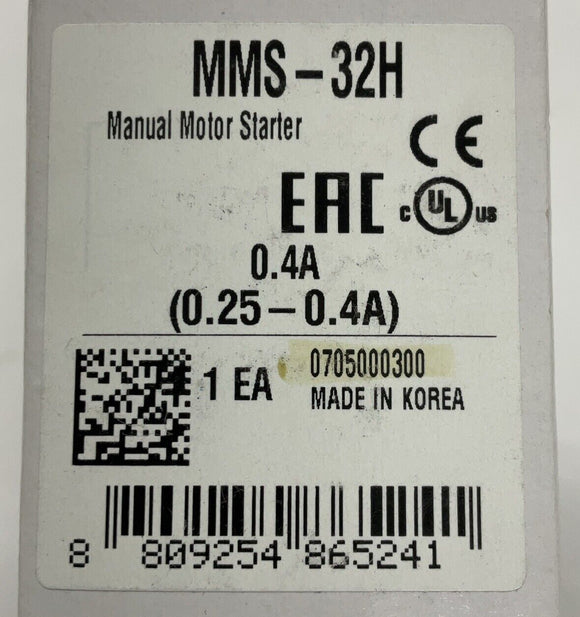 MMS-32H
Manual Motor Starter
CE
EAC
c UL us
0.4A
(0.25-0.4A)
1 EA
0705000300
MADE IN KOREA
8 809254 865241